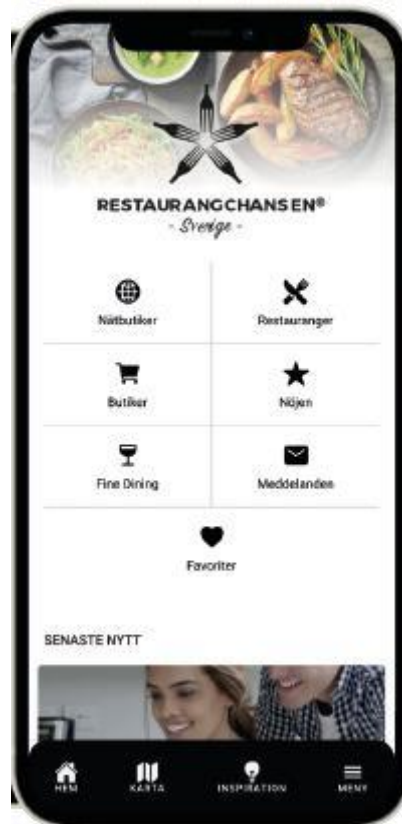 RESTAURANGCHANSEN®
- Sverige -
Nätbutiker
Restauranger
Butiker
Nöjen
Fine Dining
Meddelanden
Favoriter
SENASTE NYTT
HEM
KARTA
INSPIRATION
MENY